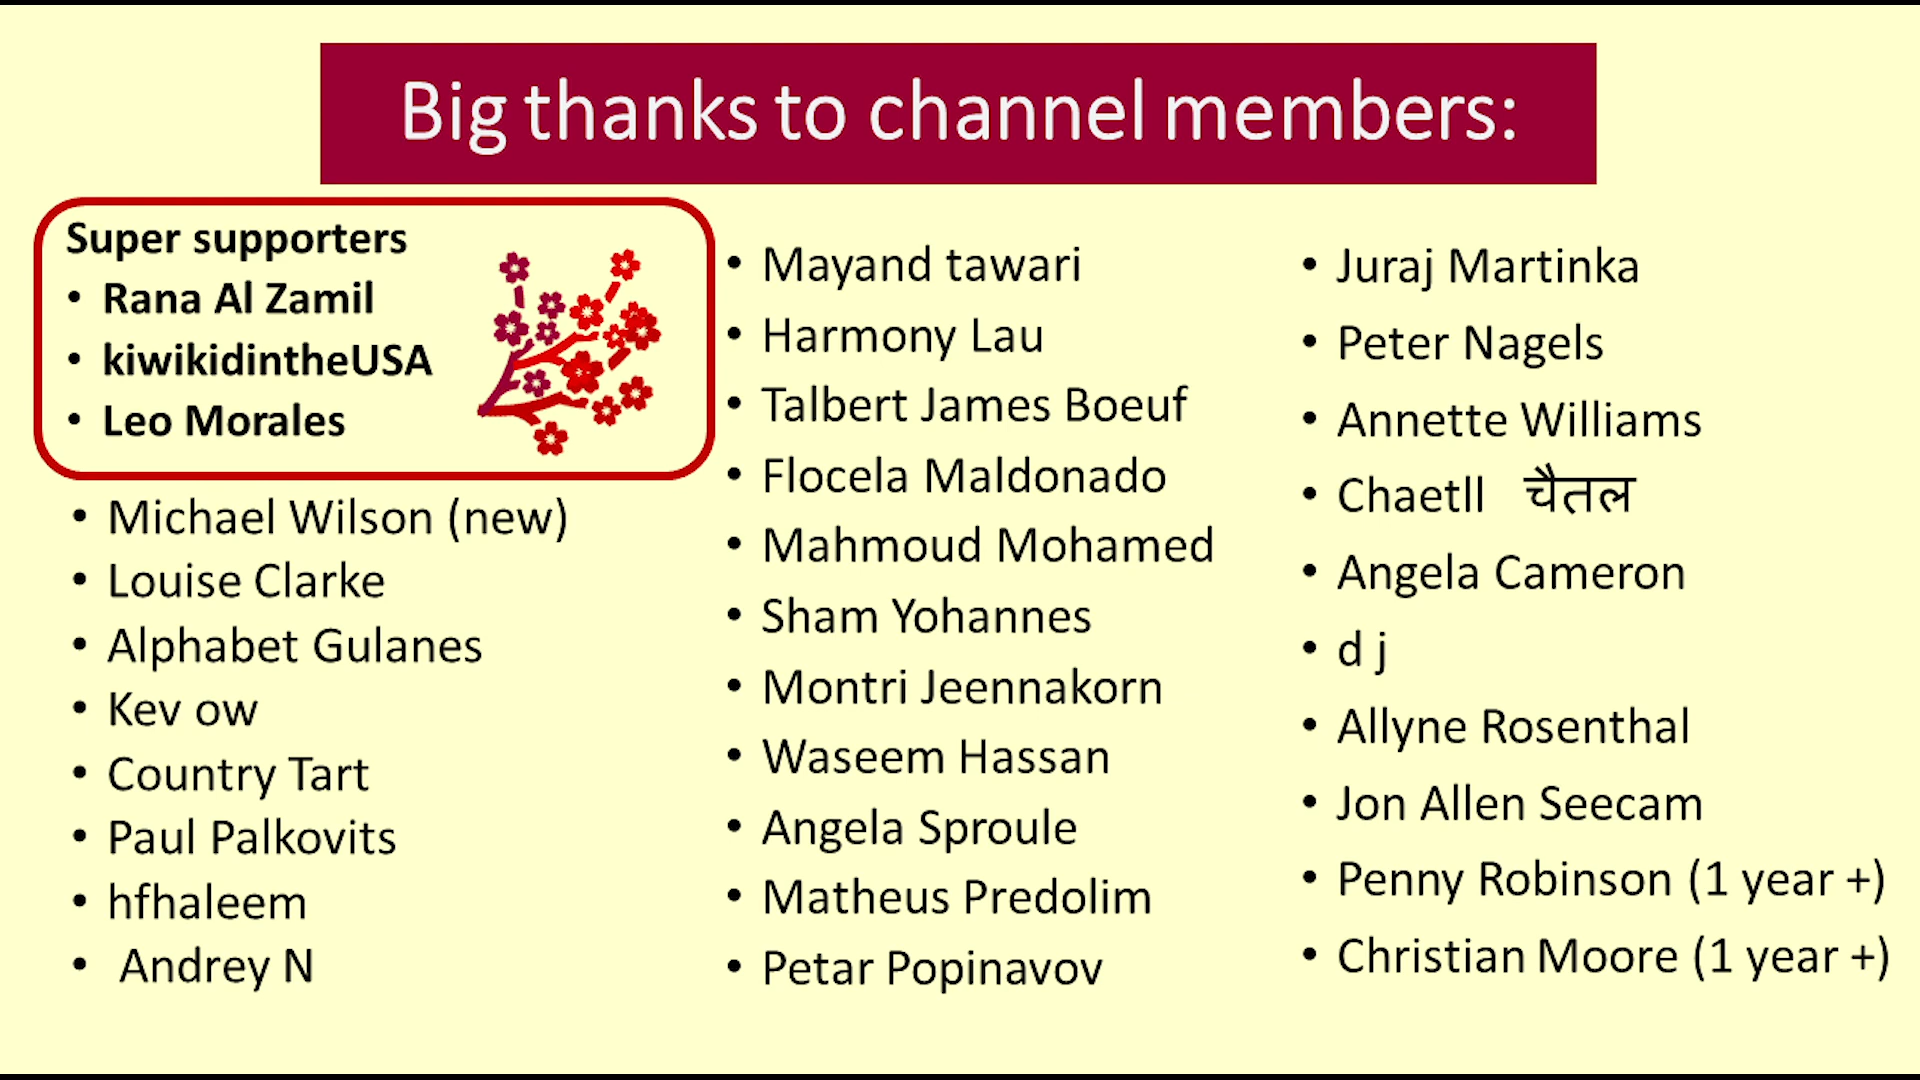 Big thanks to channel members:
Super supporters
• Rana Al Zamil
• kiwikidintheUSA
• Leo Morales
• Michael Wilson (new)
• Louise Clarke
• Alphabet Gulanes
• Kev ow
• Country Tart
• Paul Palkovits
• hfhaleem
• Andrey N
• Mayand tawari
• Harmony Lau
• Talbert James Boeuf
• Flocela Maldonado
• Mahmoud Mohamed
• Sham Yohannes
• Montri Jeennakorn
• Waseem Hassan
• Angela Sproule
• Matheus Predolim
• Petar Popinavov
• Juraj Martinka
• Peter Nagels
• Annette Williams
• Chaetll चैतल
• Angela Cameron
• d j
• Allyne Rosenthal
• Jon Allen Seecam
• Penny Robinson (1 year +)
• Christian Moore (1 year +)